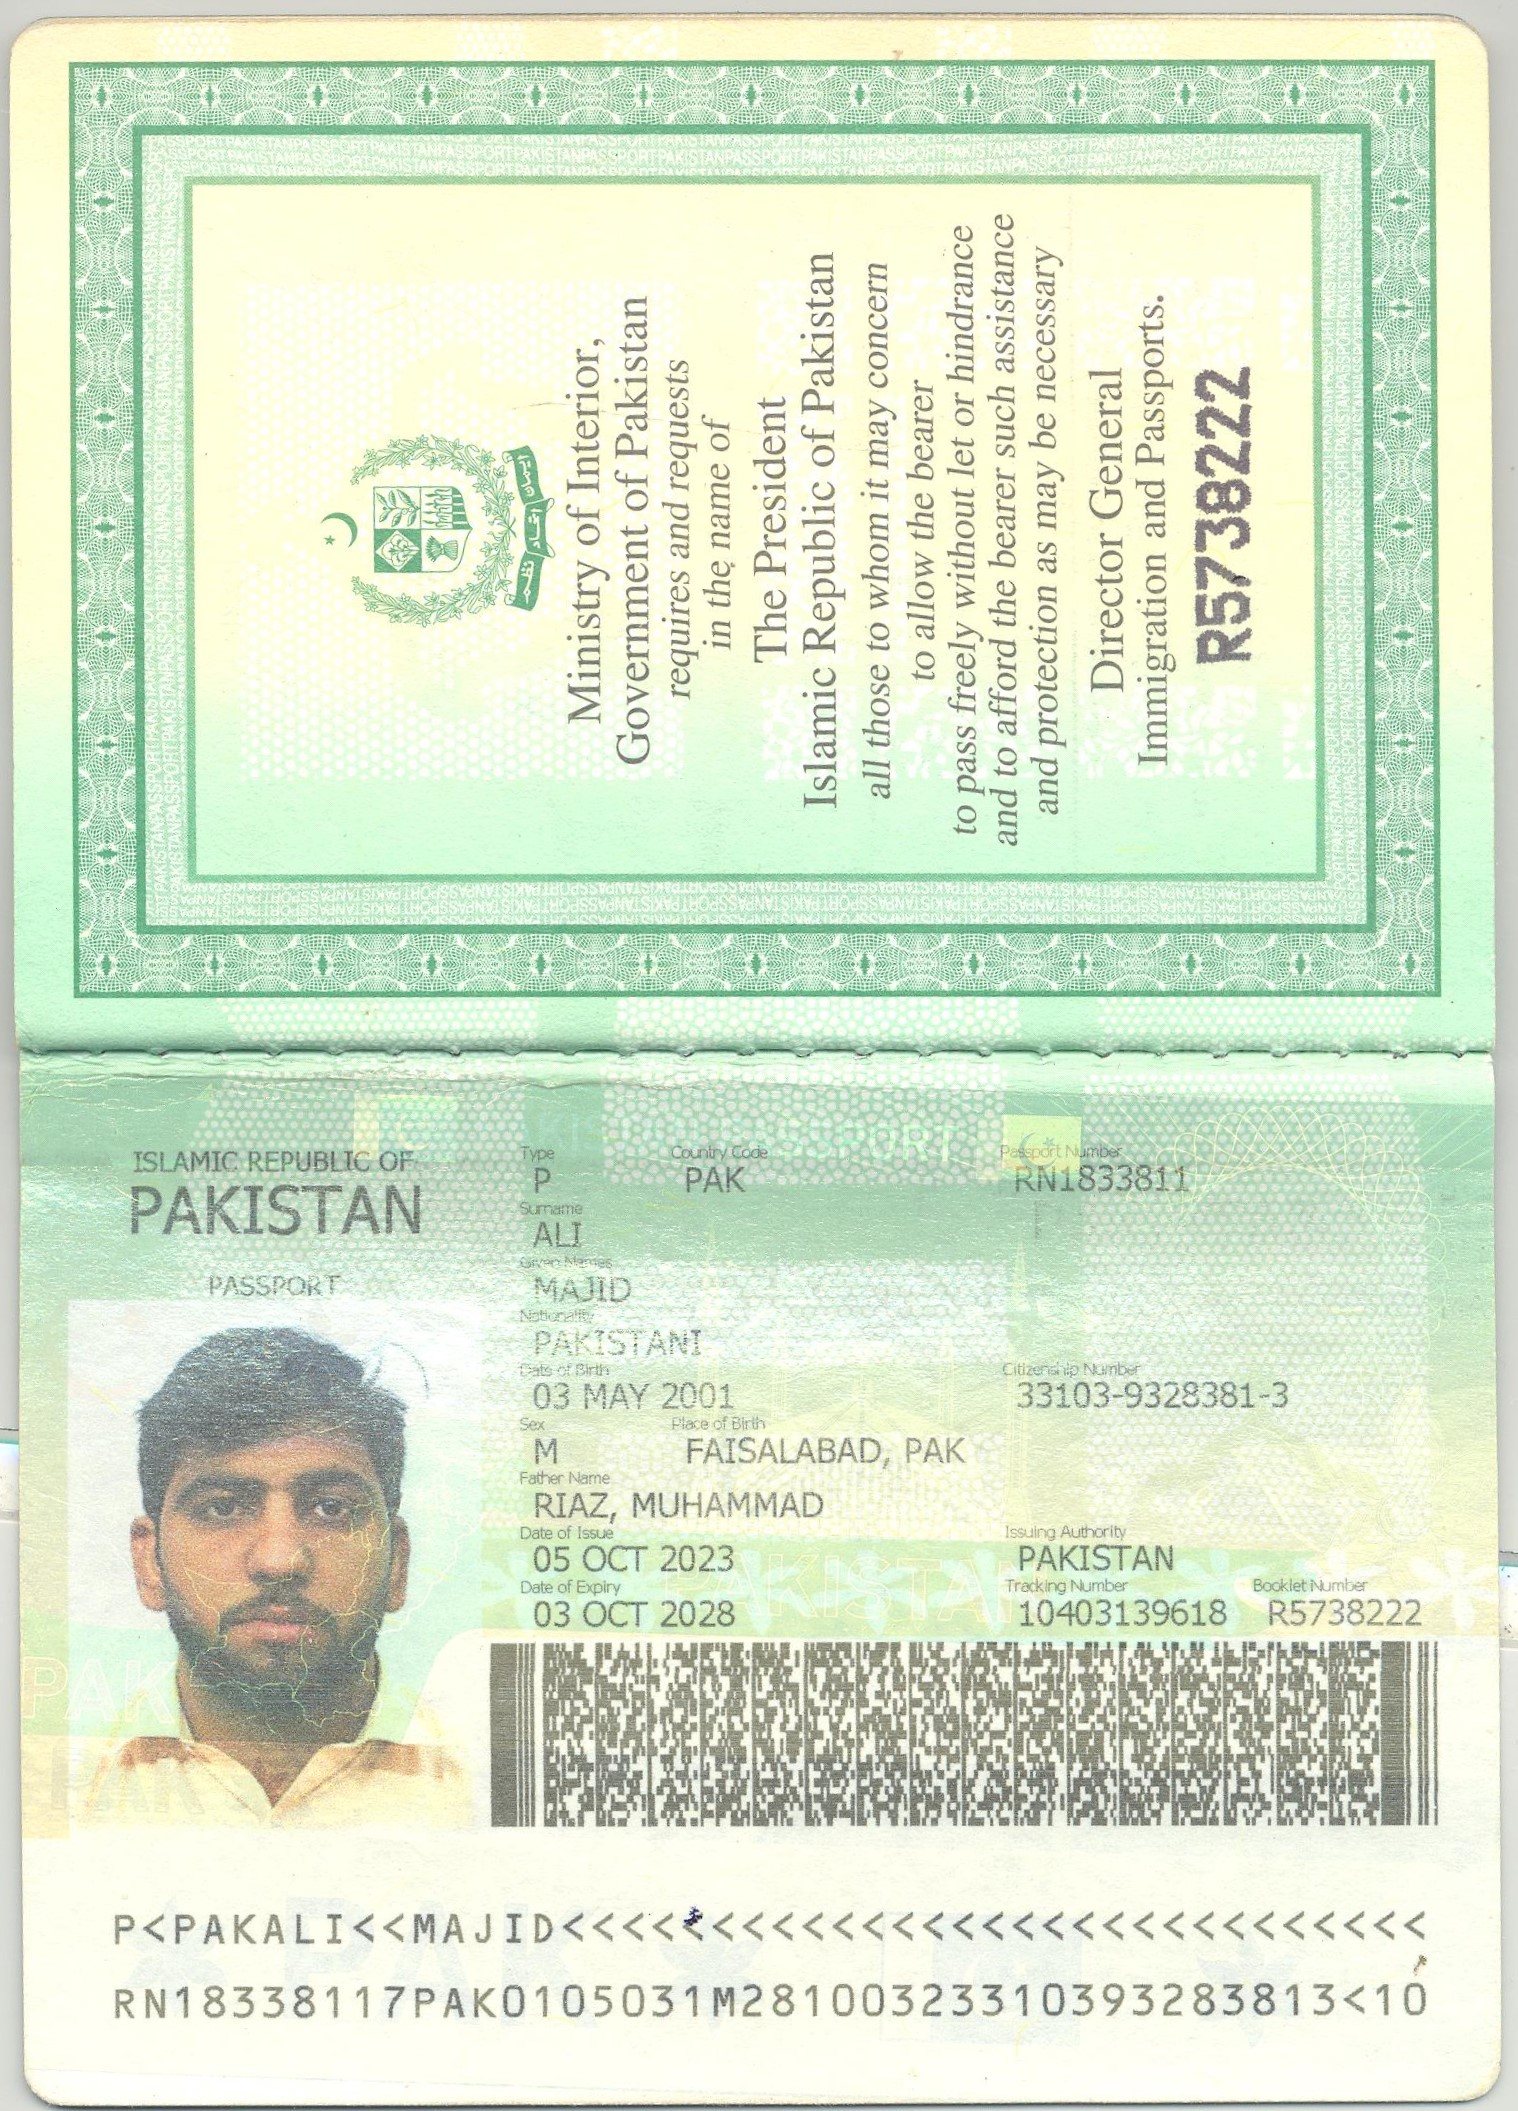 Ministry of Interior,
Government of Pakistan
requires and requests
in the name of
The President
Islamic Republic of Pakistan
all those to whom it may concern
to allow the bearer
to pass freely without let or hindrance
and to afford the bearer such assistance
and protection as may be necessary
Director General
Immigration and Passports.
R5738222
ISLAMIC REPUBLIC OF
PAKISTAN
PASSPORT
Type Country Code Passport Number
P PAK RN1833811
Surname
ALI
Given Names
MAJID
Nationality
PAKISTANI
Date of Birth Citizenship Number
03 MAY 2001 33103-9328381-3
Sex Place of Birth
M FAISALABAD, PAK
Father Name
RIAZ, MUHAMMAD
Date of Issue Issuing Authority
05 OCT 2023 PAKISTAN
Date of Expiry Tracking Number Booklet Number
03 OCT 2028 10403139618 R5738222
P<PAKALI<<MAJID<<<<<<<<<<<<<<<<<<<<<<<<<<<<<
RN18338117PAK0105031M28100323310393283813<10